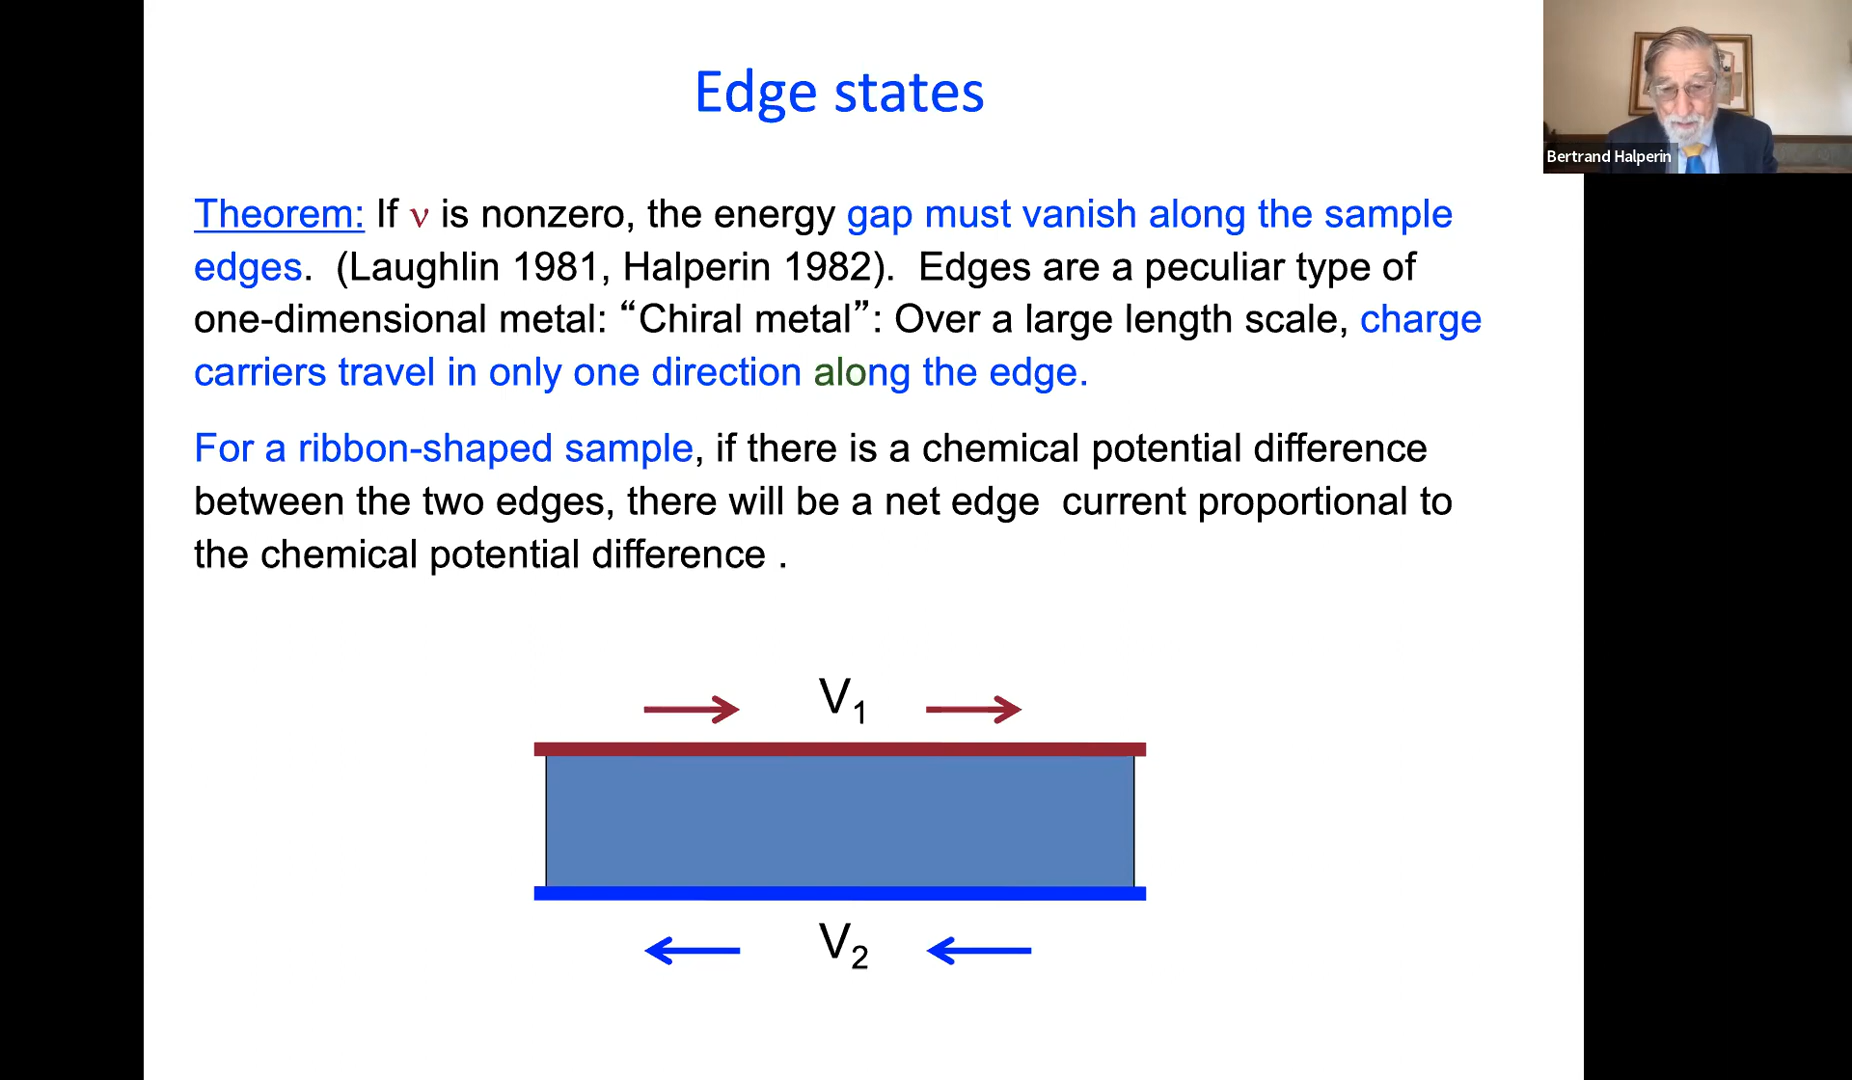 Edge states
Bertrand Halperin
Theorem: If ν is nonzero, the energy gap must vanish along the sample
edges.  (Laughlin 1981, Halperin 1982).  Edges are a peculiar type of
one-dimensional metal: “Chiral metal”: Over a large length scale, charge
carriers travel in only one direction along the edge.
For a ribbon-shaped sample, if there is a chemical potential difference
between the two edges, there will be a net edge  current proportional to
the chemical potential difference .
V₁
V₂